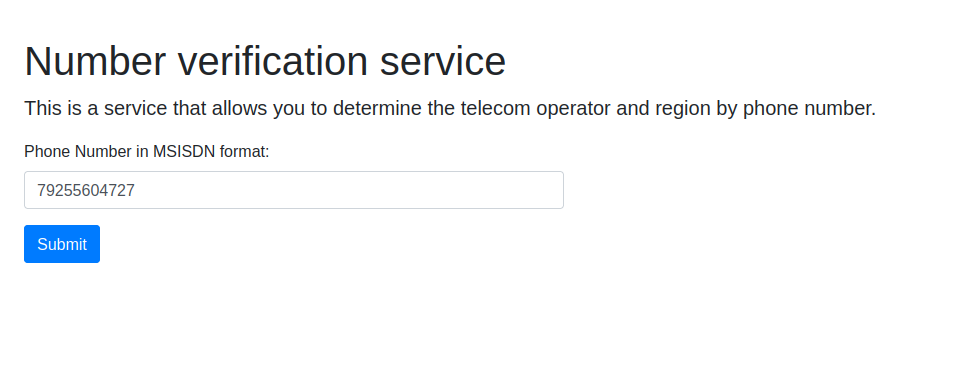 Number verification service
This is a service that allows you to determine the telecom operator and region by phone number.
Phone Number in MSISDN format:
79255604727
Submit